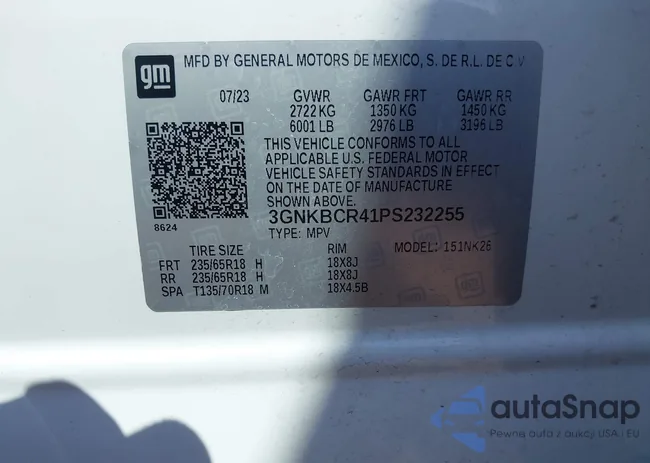 gm
MFD BY GENERAL MOTORS DE MEXICO, S. DE R.L. DE C V
07/23 GVWR GAWR FRT GAWR RR
2722 KG 1350 KG 1450 KG
6001 LB 2976 LB 3196 LB
THIS VEHICLE CONFORMS TO ALL
APPLICABLE U.S. FEDERAL MOTOR
VEHICLE SAFETY STANDARDS IN EFFECT
ON THE DATE OF MANUFACTURE
SHOWN ABOVE.
8624
3GNKBCR41PS232255
TYPE: MPV
TIRE SIZE RIM MODEL: 151NK26
FRT 235/65R18 H 18X8J
RR 235/65R18 H 18X8J
SPA T135/70R18 M 18X4.5B
autaSnap
Pewne auta z aukcji USA i EU